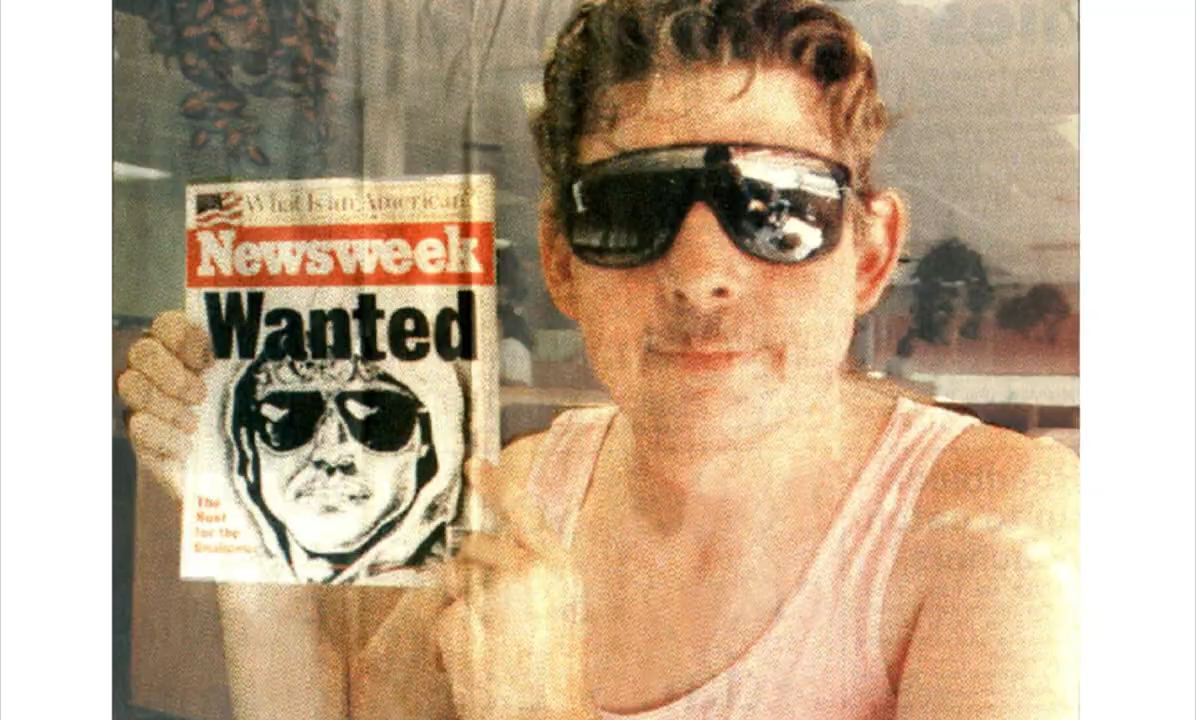 What Is an American?
Newsweek
Wanted
The
Hunt
for the